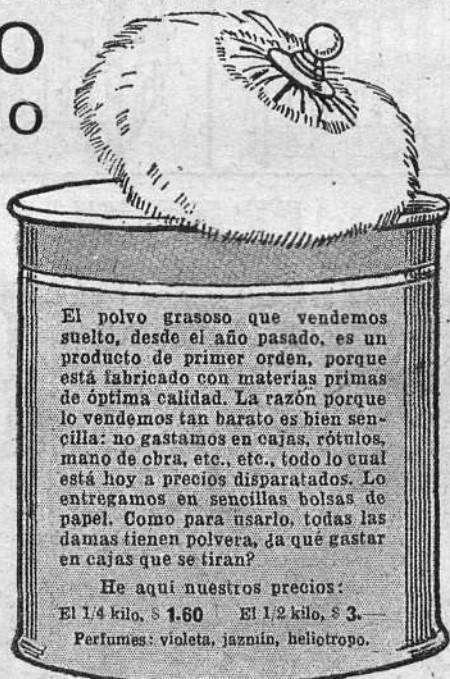 O
O
El polvo grasoso que vendemos
suelto, desde el año pasado, es un
producto de primer orden, porque
está fabricado con materias primas
de óptima calidad. La razón porque
lo vendemos tan barato es bien sen-
cilla: no gastamos en cajas, rótulos,
mano de obra, etc., etc., todo lo cual
está hoy a precios disparatados. Lo
entregamos en sencillas bolsas de
papel. Como para usarlo, todas las
damas tienen polvera, ¿a qué gastar
en cajas que se tiran?
He aquí nuestros precios:
El 1/4 kilo, $ 1.60 El 1/2 kilo, $ 3.—
Perfumes: violeta, jazmín, heliotropo.